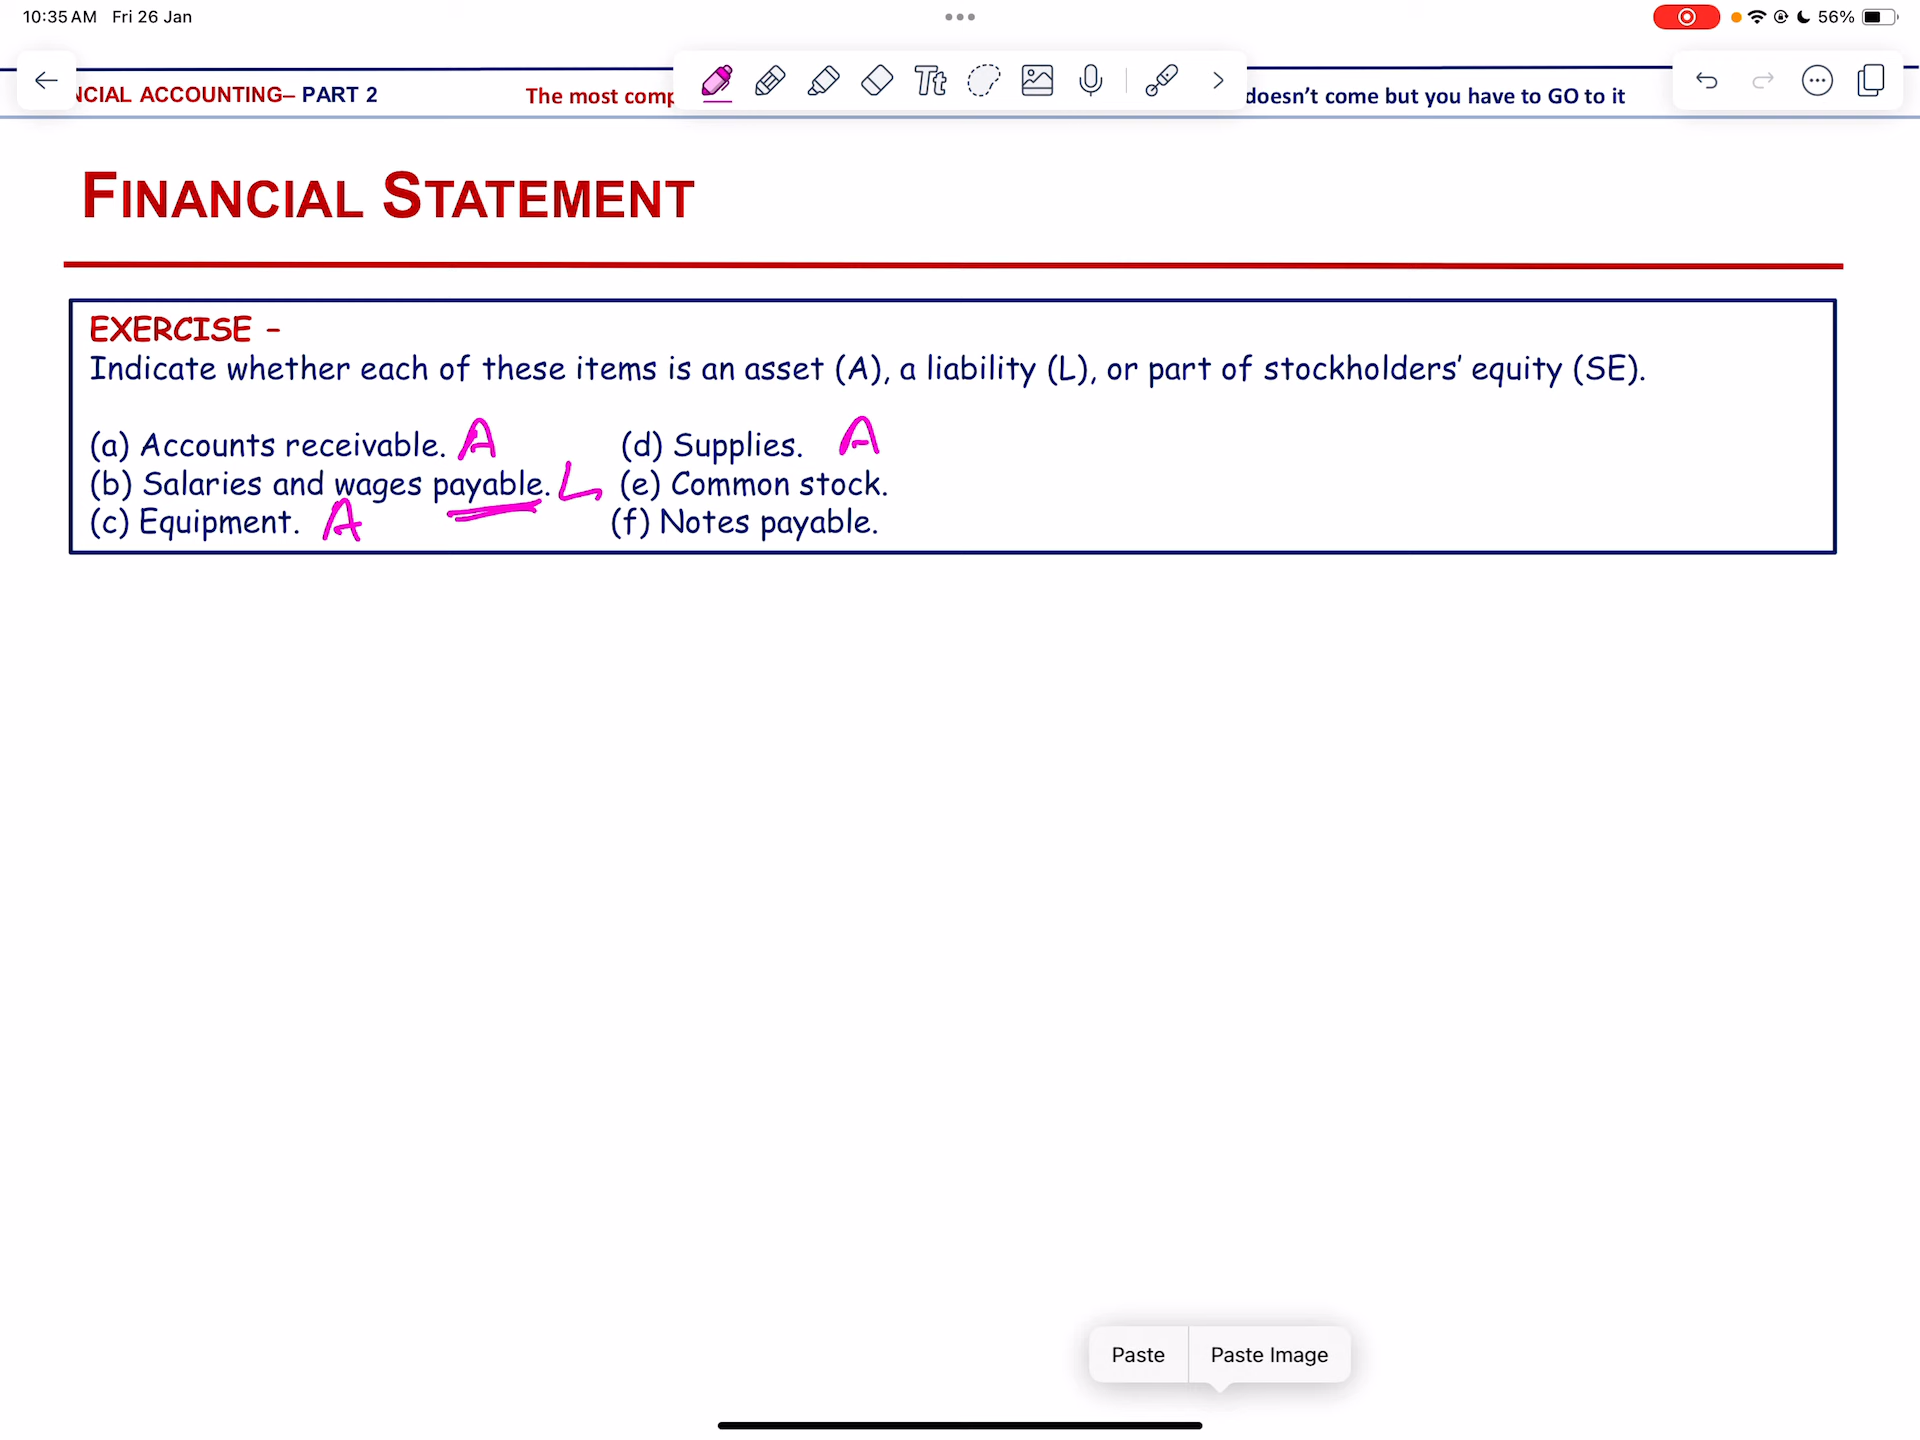 10:35 AM Fri 26 Jan
56%
NCIAL ACCOUNTING– PART 2
The most comp
doesn't come but you have to GO to it
Tt
FINANCIAL STATEMENT
EXERCISE –
Indicate whether each of these items is an asset (A), a liability (L), or part of stockholders' equity (SE).
(a) Accounts receivable. A (d) Supplies. A
(b) Salaries and wages payable. L (e) Common stock.
(c) Equipment. A (f) Notes payable.
Paste Paste Image